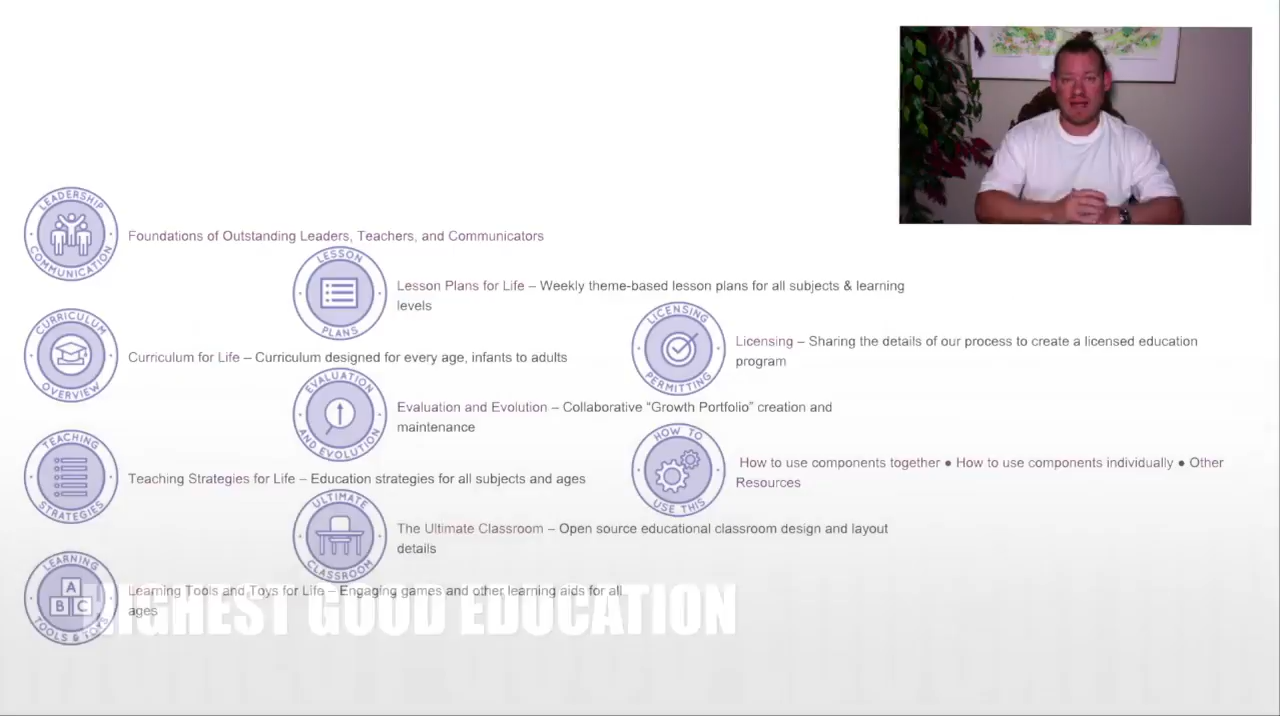 LEADERSHIP
COMMUNICATION
Foundations of Outstanding Leaders, Teachers, and Communicators
LESSON
PLANS
Lesson Plans for Life – Weekly theme-based lesson plans for all subjects & learning
levels
LICENSING
PERMITTING
Licensing – Sharing the details of our process to create a licensed education
program
CURRICULUM
OVERVIEW
Curriculum for Life – Curriculum designed for every age, infants to adults
EVALUATION
AND EVOLUTION
Evaluation and Evolution – Collaborative “Growth Portfolio” creation and
maintenance
HOW TO
USE THIS
How to use components together ● How to use components individually ● Other
Resources
TEACHING
STRATEGIES
Teaching Strategies for Life – Education strategies for all subjects and ages
ULTIMATE
CLASSROOM
The Ultimate Classroom – Open source educational classroom design and layout
details
LEARNING
A
B C
TOOLS & TOYS
Learning Tools and Toys for Life – Engaging games and other learning aids for all
ages
HIGHEST GOOD EDUCATION